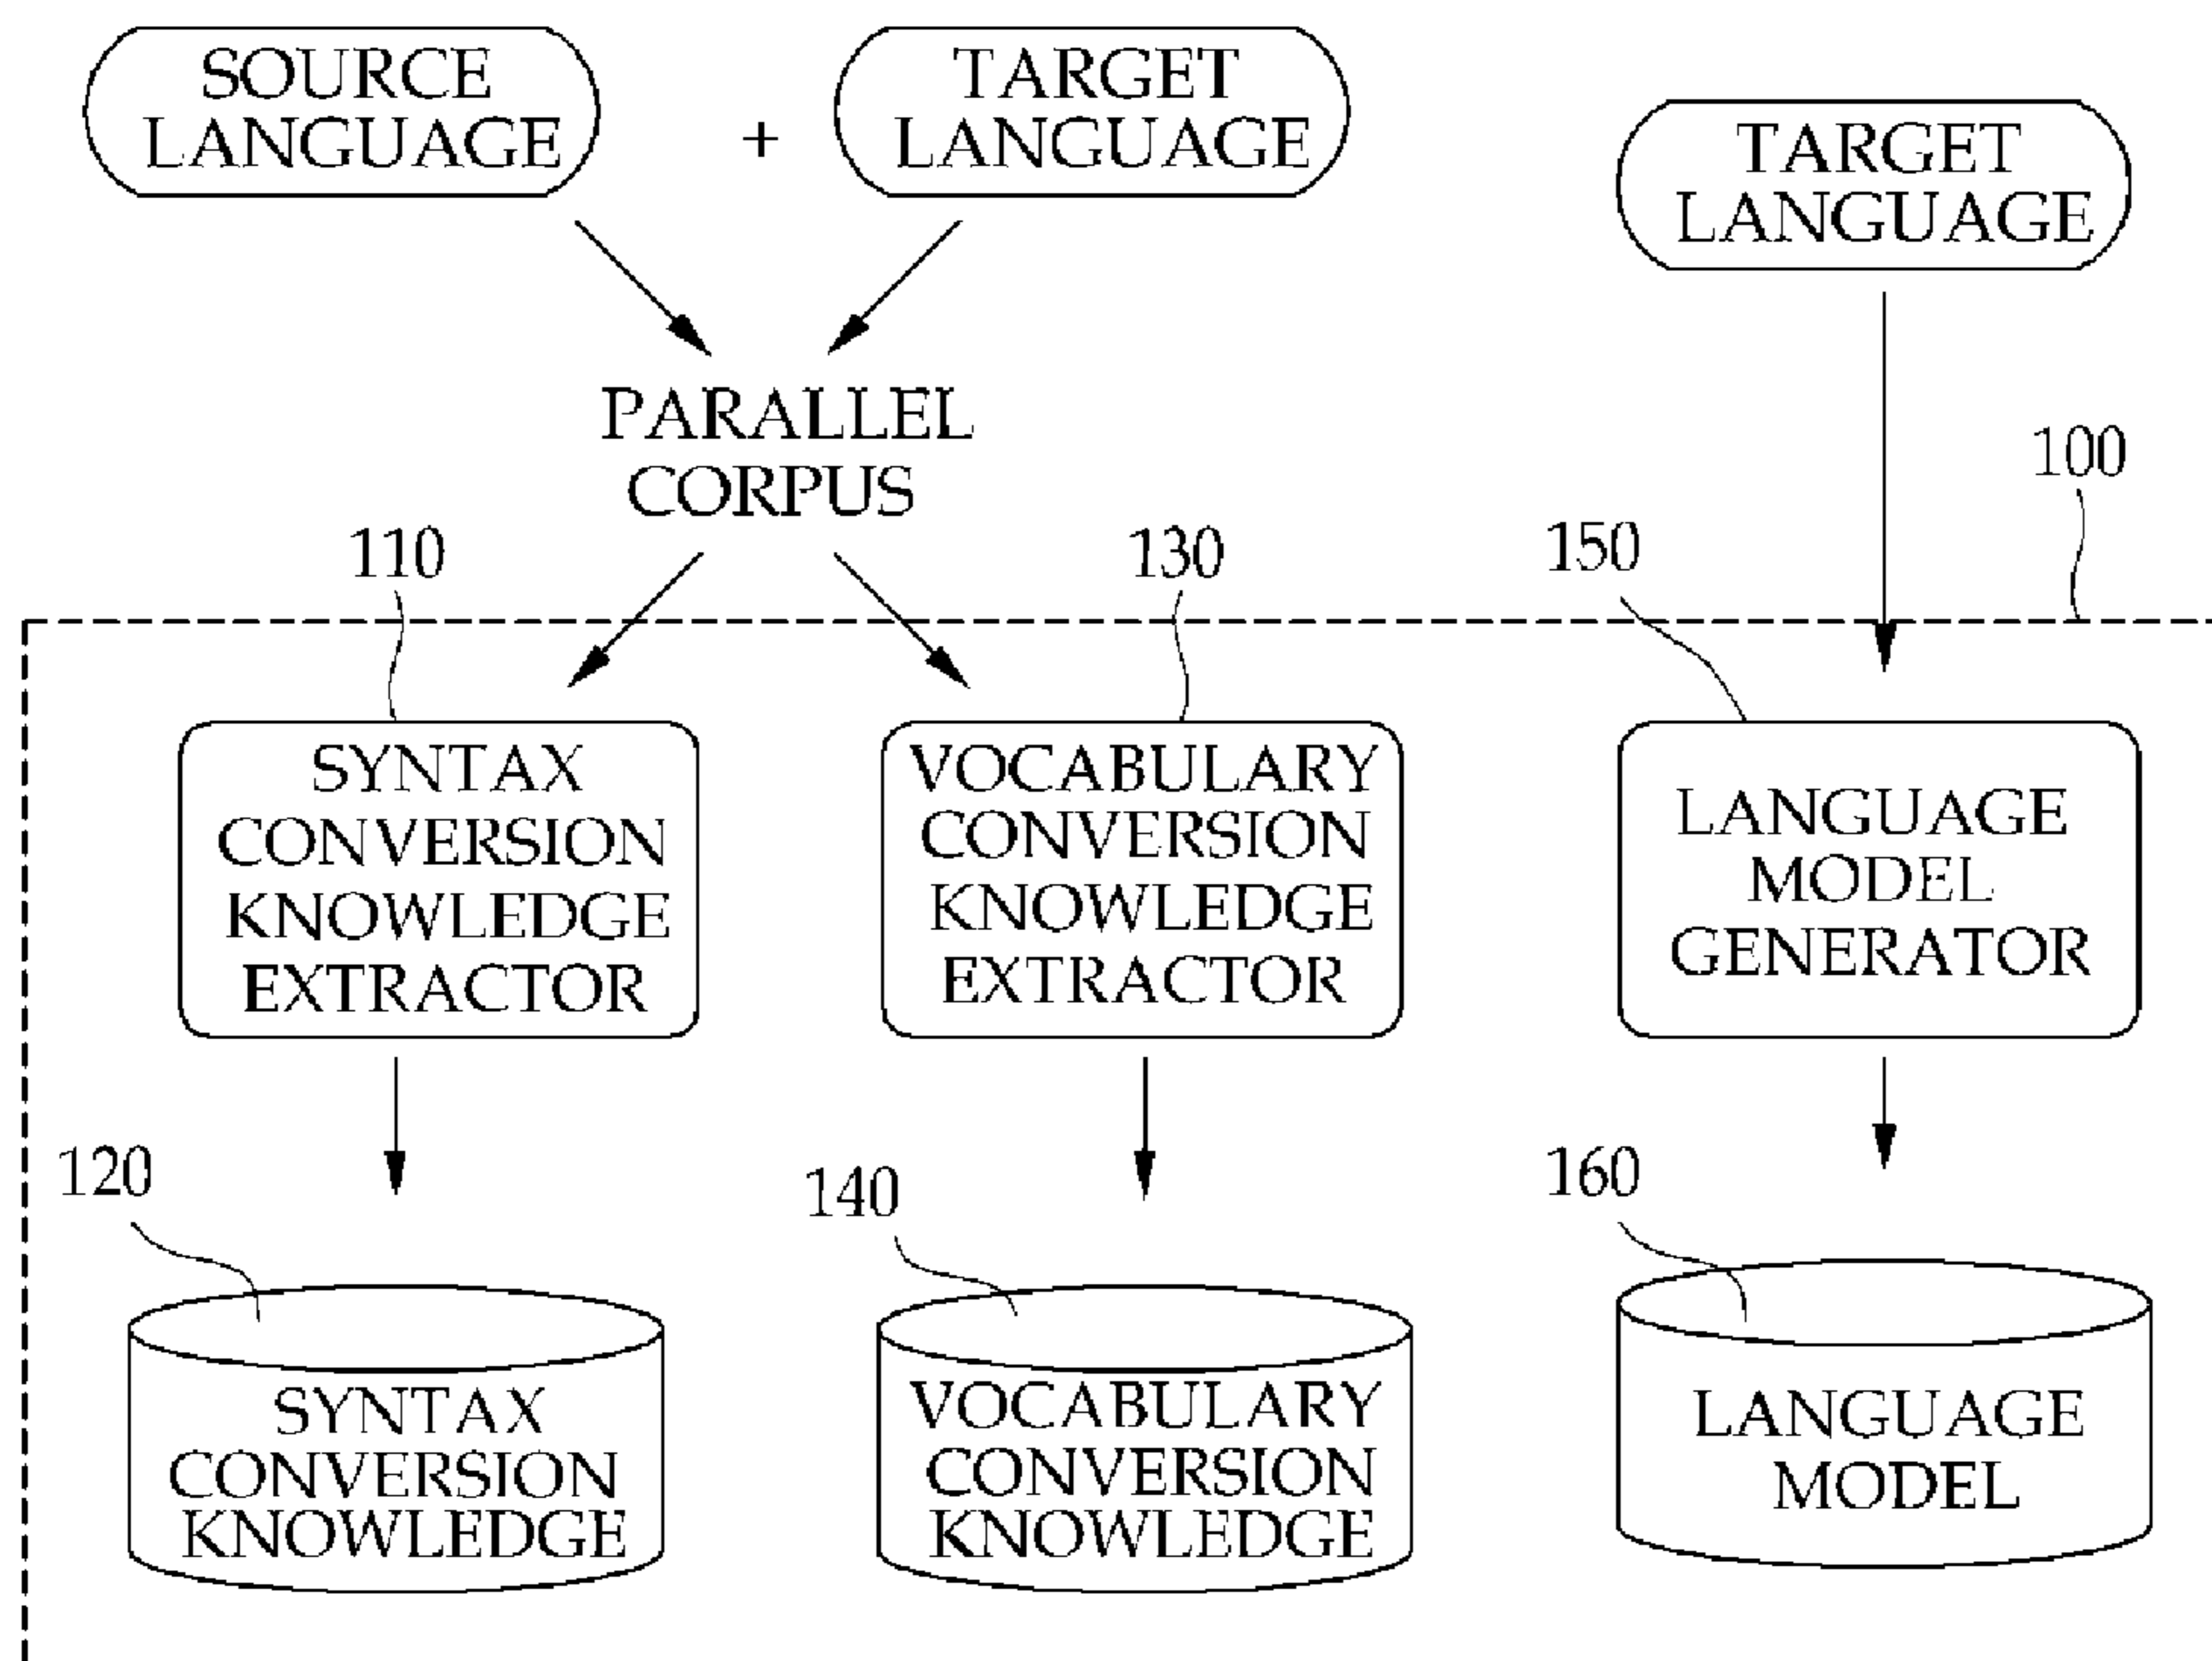 SOURCE
LANGUAGE
+
TARGET
LANGUAGE
TARGET
LANGUAGE
PARALLEL
CORPUS
100
110
130
150
SYNTAX
CONVERSION
KNOWLEDGE
EXTRACTOR
VOCABULARY
CONVERSION
KNOWLEDGE
EXTRACTOR
LANGUAGE
MODEL
GENERATOR
120
140
160
SYNTAX
CONVERSION
KNOWLEDGE
VOCABULARY
CONVERSION
KNOWLEDGE
LANGUAGE
MODEL